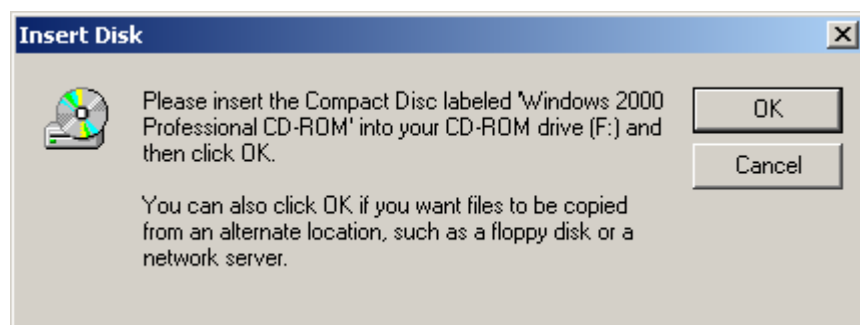 Insert Disk
Please insert the Compact Disc labeled 'Windows 2000
Professional CD-ROM' into your CD-ROM drive (F:) and
then click OK.
OK
Cancel
You can also click OK if you want files to be copied
from an alternate location, such as a floppy disk or a
network server.